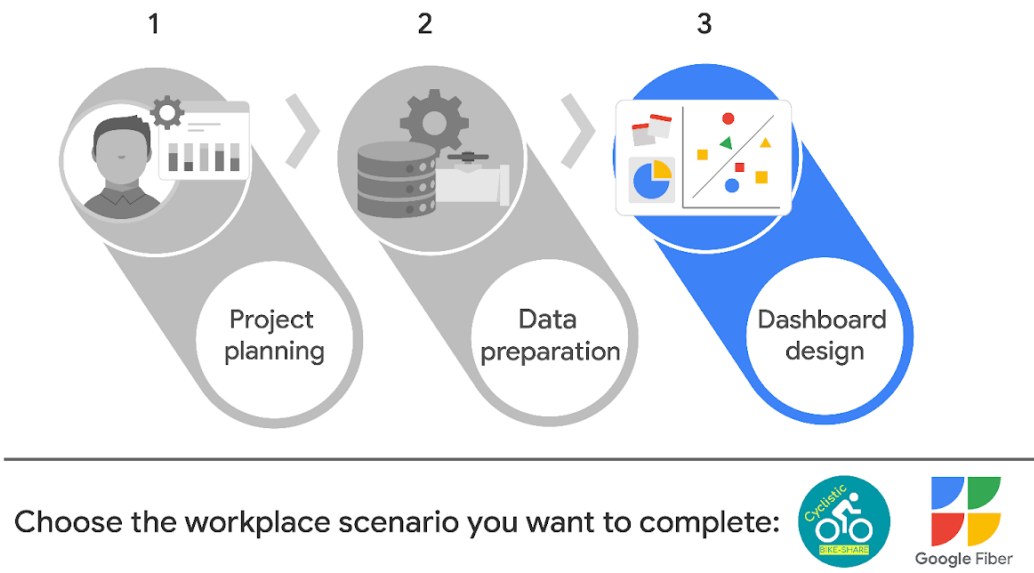 1
2
3
Project
planning
Data
preparation
Dashboard
design
Choose the workplace scenario you want to complete:
Cyclistic
BIKE-SHARE
Google Fiber